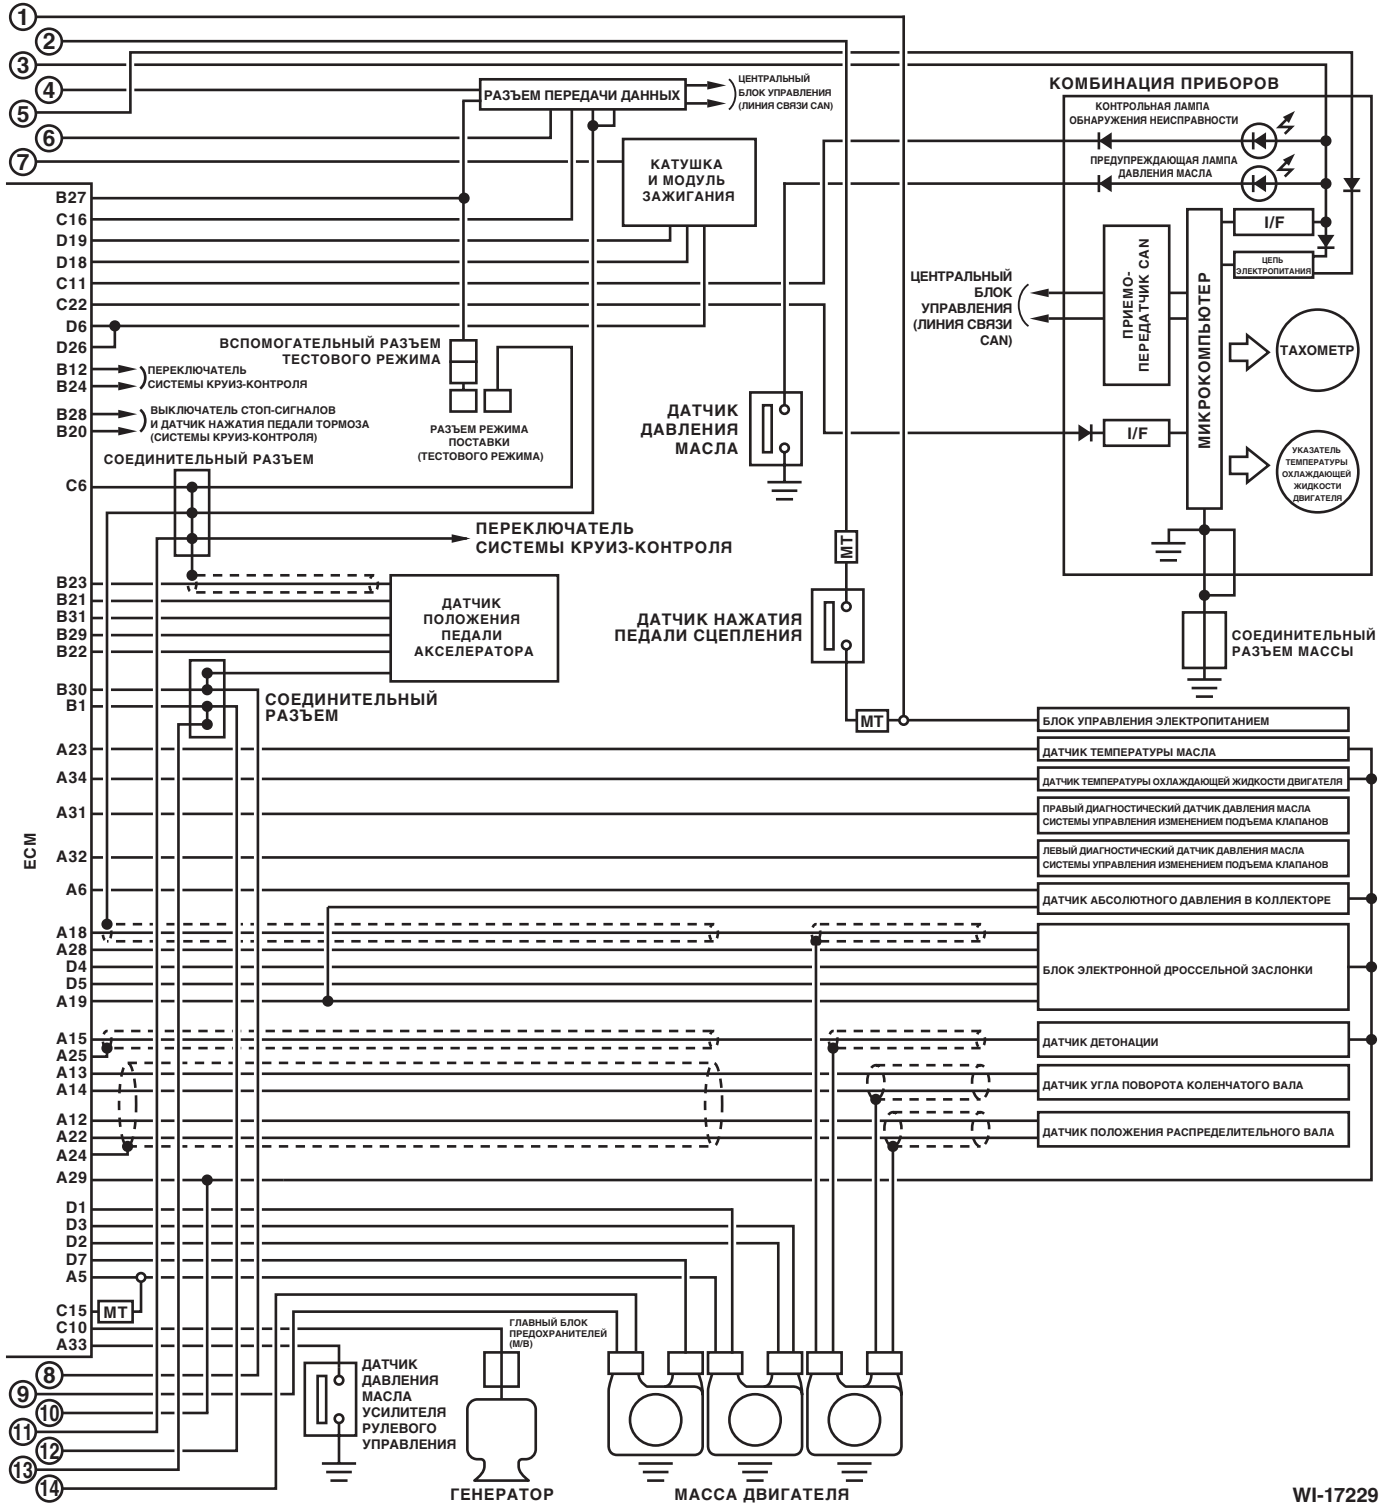 1
2
3
4
5
6
7
РАЗЪЕМ ПЕРЕДАЧИ ДАННЫХ
ЦЕНТРАЛЬНЫЙ
БЛОК УПРАВЛЕНИЯ
(ЛИНИЯ СВЯЗИ CAN)
КОМБИНАЦИЯ ПРИБОРОВ
КОНТРОЛЬНАЯ ЛАМПА
ОБНАРУЖЕНИЯ НЕИСПРАВНОСТИ
ПРЕДУПРЕЖДАЮЩАЯ ЛАМПА
ДАВЛЕНИЯ МАСЛА
КАТУШКА
И МОДУЛЬ
ЗАЖИГАНИЯ
I/F
ЦЕПЬ
ЭЛЕКТРОПИТАНИЯ
ПРИЕМО-
ПЕРЕДАТЧИК CAN
МИКРОКОМПЬЮТЕР
ЦЕНТРАЛЬНЫЙ
БЛОК
УПРАВЛЕНИЯ
(ЛИНИЯ СВЯЗИ
CAN)
ТАХОМЕТР
I/F
УКАЗАТЕЛЬ
ТЕМПЕРАТУРЫ
ОХЛАЖДАЮЩЕЙ
ЖИДКОСТИ
ДВИГАТЕЛЯ
B27
C16
D19
D18
C11
C22
D6
D26
B12
B24
ПЕРЕКЛЮЧАТЕЛЬ
СИСТЕМЫ КРУИЗ-КОНТРОЛЯ
B28
B20
ВЫКЛЮЧАТЕЛЬ СТОП-СИГНАЛОВ
И ДАТЧИК НАЖАТИЯ ПЕДАЛИ ТОРМОЗА
(СИСТЕМЫ КРУИЗ-КОНТРОЛЯ)
ВСПОМОГАТЕЛЬНЫЙ РАЗЪЕМ
ТЕСТОВОГО РЕЖИМА
РАЗЪЕМ РЕЖИМА
ПОСТАВКИ
(ТЕСТОВОГО РЕЖИМА)
ДАТЧИК
ДАВЛЕНИЯ
МАСЛА
СОЕДИНИТЕЛЬНЫЙ РАЗЪЕМ
C6
ПЕРЕКЛЮЧАТЕЛЬ
СИСТЕМЫ КРУИЗ-КОНТРОЛЯ
MT
B23
B21
B31
B29
B22
ДАТЧИК
ПОЛОЖЕНИЯ
ПЕДАЛИ
АКСЕЛЕРАТОРА
ДАТЧИК НАЖАТИЯ
ПЕДАЛИ СЦЕПЛЕНИЯ
СОЕДИНИТЕЛЬНЫЙ
РАЗЪЕМ МАССЫ
B30
B1
СОЕДИНИТЕЛЬНЫЙ
РАЗЪЕМ
MT
БЛОК УПРАВЛЕНИЯ ЭЛЕКТРОПИТАНИЕМ
A23
ДАТЧИК ТЕМПЕРАТУРЫ МАСЛА
A34
ДАТЧИК ТЕМПЕРАТУРЫ ОХЛАЖДАЮЩЕЙ ЖИДКОСТИ ДВИГАТЕЛЯ
A31
ПРАВЫЙ ДИАГНОСТИЧЕСКИЙ ДАТЧИК ДАВЛЕНИЯ МАСЛА
СИСТЕМЫ УПРАВЛЕНИЯ ИЗМЕНЕНИЕМ ПОДЪЕМА КЛАПАНОВ
ECM
A32
ЛЕВЫЙ ДИАГНОСТИЧЕСКИЙ ДАТЧИК ДАВЛЕНИЯ МАСЛА
СИСТЕМЫ УПРАВЛЕНИЯ ИЗМЕНЕНИЕМ ПОДЪЕМА КЛАПАНОВ
A6
ДАТЧИК АБСОЛЮТНОГО ДАВЛЕНИЯ В КОЛЛЕКТОРЕ
A18
A28
D4
D5
A19
БЛОК ЭЛЕКТРОННОЙ ДРОССЕЛЬНОЙ ЗАСЛОНКИ
A15
A25
ДАТЧИК ДЕТОНАЦИИ
A13
A14
ДАТЧИК УГЛА ПОВОРОТА КОЛЕНЧАТОГО ВАЛА
A12
A22
A24
ДАТЧИК ПОЛОЖЕНИЯ РАСПРЕДЕЛИТЕЛЬНОГО ВАЛА
A29
D1
D3
D2
D7
A5
C15
MT
C10
A33
ГЛАВНЫЙ БЛОК
ПРЕДОХРАНИТЕЛЕЙ
(M/B)
8
9
10
11
12
13
14
ДАТЧИК
ДАВЛЕНИЯ
МАСЛА
УСИЛИТЕЛЯ
РУЛЕВОГО
УПРАВЛЕНИЯ
ГЕНЕРАТОР
МАССА ДВИГАТЕЛЯ
WI-17229